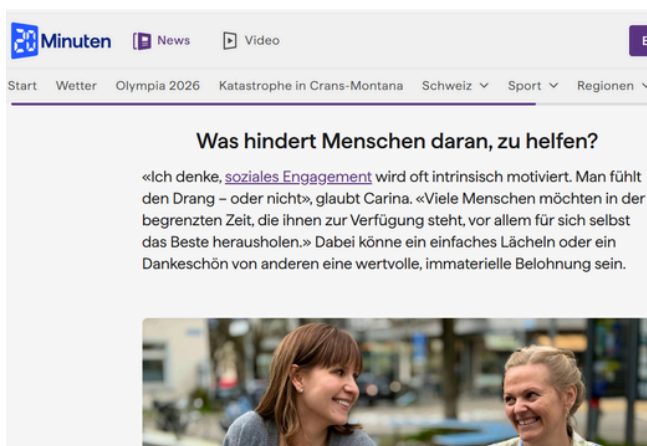 20 Minuten News Video
Start Wetter Olympia 2026 Katastrophe in Crans-Montana Schweiz Sport Regionen
Was hindert Menschen daran, zu helfen?
«Ich denke, soziales Engagement wird oft intrinsisch motiviert. Man fühlt
den Drang – oder nicht», glaubt Carina. «Viele Menschen möchten in der
begrenzten Zeit, die ihnen zur Verfügung steht, vor allem für sich selbst
das Beste herausholen.» Dabei könne ein einfaches Lächeln oder ein
Dankeschön von anderen eine wertvolle, immaterielle Belohnung sein.